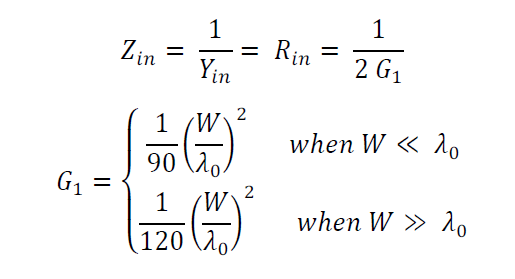 Z_in = 1/Y_in = R_in = 1/(2 G_1)
G_1 = { 1/90 (W/λ_0)^2 when W ≪ λ_0
1/120 (W/λ_0)^2 when W ≫ λ_0